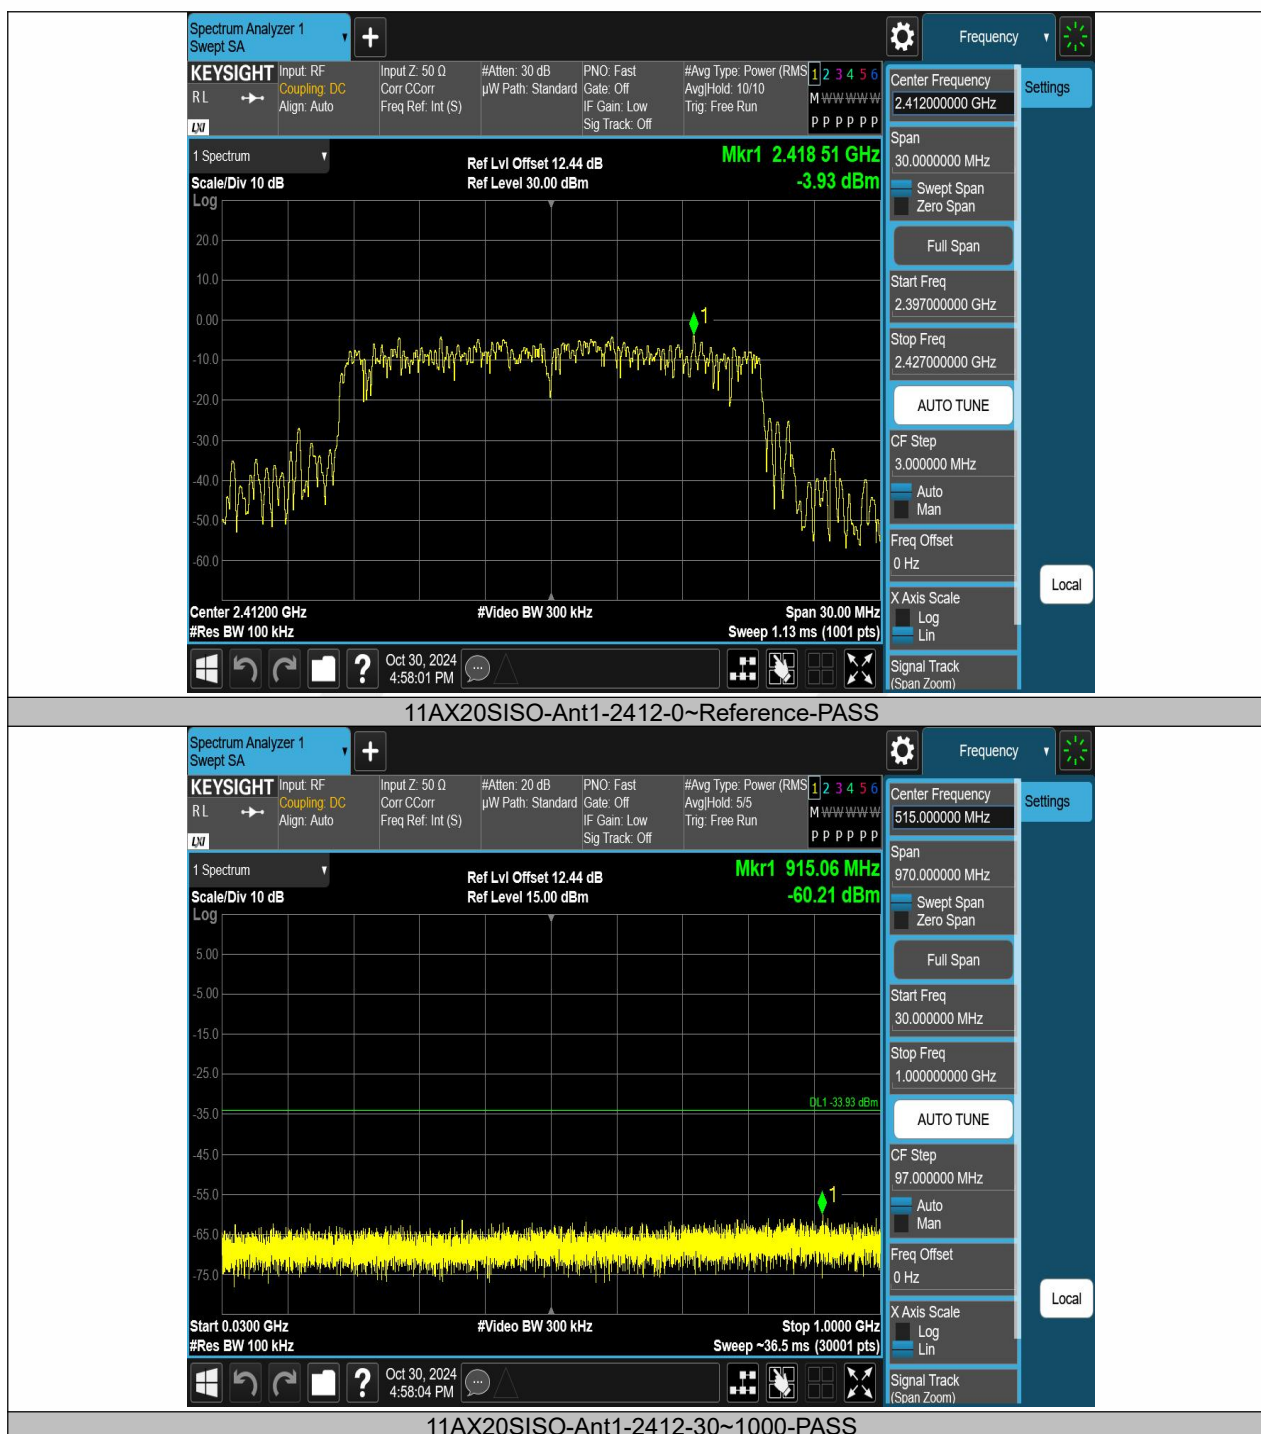 Spectrum Analyzer 1
Swept SA
+
Frequency
KEYSIGHT
RL
LXI
Input: RF
Coupling: DC
Align: Auto
Input Z: 50 Ω
Corr CCorr
Freq Ref: Int (S)
#Atten: 30 dB
µW Path: Standard
PNO: Fast
Gate: Off
IF Gain: Low
Sig Track: Off
#Avg Type: Power (RMS
Avg|Hold: 10/10
Trig: Free Run
1 2 3 4 5 6
M W W W W W
P P P P P P
Center Frequency
2.412000000 GHz
Settings
Span
30.0000000 MHz
Swept Span
Zero Span
Full Span
Start Freq
2.397000000 GHz
Stop Freq
2.427000000 GHz
AUTO TUNE
CF Step
3.000000 MHz
Auto
Man
Freq Offset
0 Hz
X Axis Scale
Log
Lin
Local
Signal Track
(Span Zoom)
1 Spectrum
Scale/Div 10 dB
Log
Ref Lvl Offset 12.44 dB
Ref Level 30.00 dBm
Mkr1 2.418 51 GHz
-3.93 dBm
20.0
10.0
0.00
-10.0
-20.0
-30.0
-40.0
-50.0
-60.0
1
Center 2.41200 GHz
#Res BW 100 kHz
#Video BW 300 kHz
Span 30.00 MHz
Sweep 1.13 ms (1001 pts)
?
Oct 30, 2024
4:58:01 PM
11AX20SISO-Ant1-2412-0~Reference-PASS
Spectrum Analyzer 1
Swept SA
+
Frequency
KEYSIGHT
RL
LXI
Input: RF
Coupling: DC
Align: Auto
Input Z: 50 Ω
Corr CCorr
Freq Ref: Int (S)
#Atten: 20 dB
µW Path: Standard
PNO: Fast
Gate: Off
IF Gain: Low
Sig Track: Off
#Avg Type: Power (RMS
Avg|Hold: 5/5
Trig: Free Run
1 2 3 4 5 6
M W W W W W
P P P P P P
Center Frequency
515.000000 MHz
Settings
Span
970.000000 MHz
Swept Span
Zero Span
Full Span
Start Freq
30.000000 MHz
Stop Freq
1.000000000 GHz
AUTO TUNE
CF Step
97.000000 MHz
Auto
Man
Freq Offset
0 Hz
X Axis Scale
Log
Lin
Local
Signal Track
(Span Zoom)
1 Spectrum
Scale/Div 10 dB
Log
Ref Lvl Offset 12.44 dB
Ref Level 15.00 dBm
Mkr1 915.06 MHz
-60.21 dBm
5.00
-5.00
-15.0
-25.0
-35.0
-45.0
-55.0
-65.0
-75.0
DL1 -33.93 dBm
1
Start 0.0300 GHz
#Res BW 100 kHz
#Video BW 300 kHz
Stop 1.0000 GHz
Sweep ~36.5 ms (30001 pts)
?
Oct 30, 2024
4:58:04 PM
11AX20SISO-Ant1-2412-30~1000-PASS